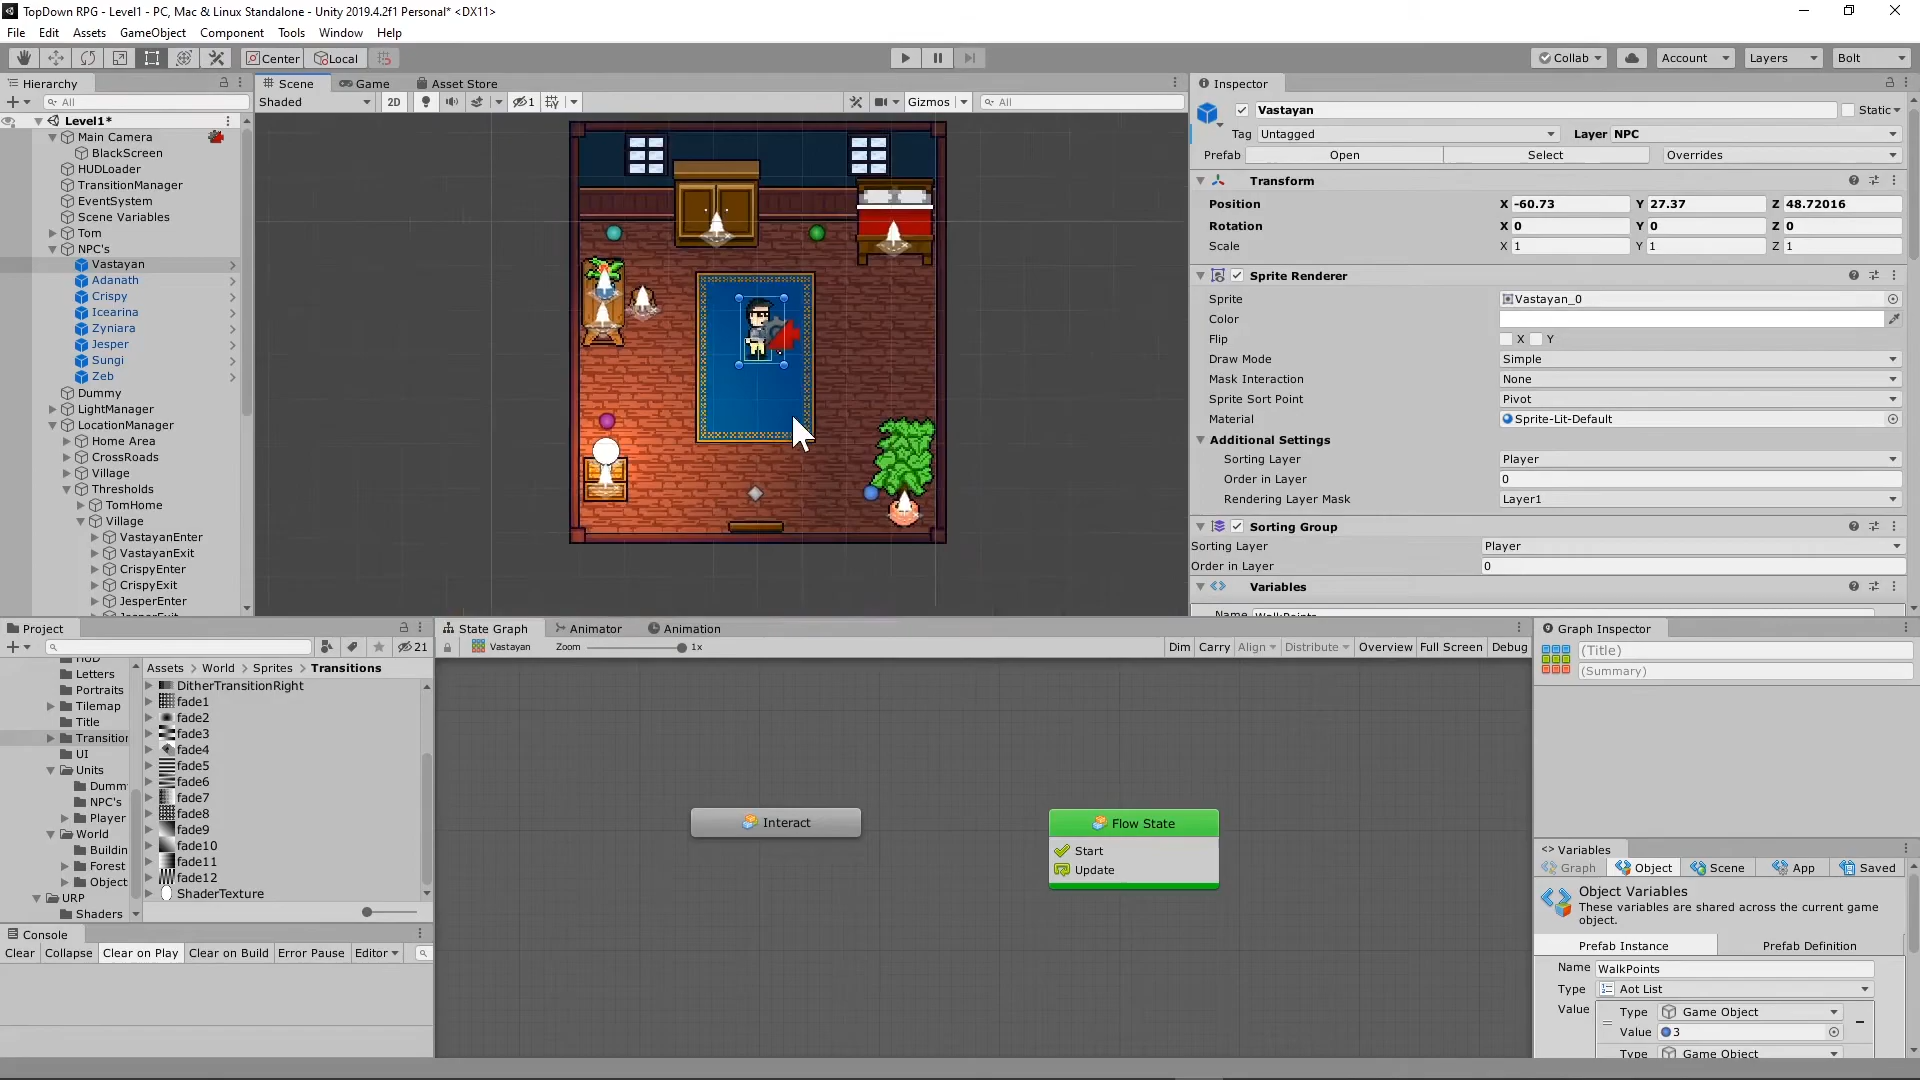 TopDown RPG - Level1 - PC, Mac & Linux Standalone - Unity 2019.4.2f1 Personal* <DX11>
File Edit Assets GameObject Component Tools Window Help
Center Local Collab Account Layers Bolt
Hierarchy
All
Level1*
Main Camera
BlackScreen
HUDLoader
TransitionManager
EventSystem
Scene Variables
Tom
NPC's
Vastayan
Adanath
Crispy
Icearina
Zyniara
Jesper
Sungi
Zeb
Dummy
LightManager
LocationManager
Home Area
CrossRoads
Village
Thresholds
TomHome
Village
VastayanEnter
VastayanExit
CrispyEnter
CrispyExit
JesperEnter
Scene Game Asset Store
Shaded 2D 1 Gizmos All
Inspector
Vastayan Static
Tag Untagged Layer NPC
Prefab Open Select Overrides
Transform
Position X -60.73 Y 27.37 Z 48.72016
Rotation X 0 Y 0 Z 0
Scale X 1 Y 1 Z 1
Sprite Renderer
Sprite Vastayan_0
Color
Flip X Y
Draw Mode Simple
Mask Interaction None
Sprite Sort Point Pivot
Material Sprite-Lit-Default
Additional Settings
Sorting Layer Player
Order in Layer 0
Rendering Layer Mask Layer1
Sorting Group
Sorting Layer Player
Order in Layer 0
Variables
Name WalkPoints
Project
21
HUD
Letters
Portraits
Tilemap
Title
Transition
UI
Units
Dumm
NPC's
Player
World
Buildin
Forest
Object
URP
Shaders
Assets > World > Sprites > Transitions
DitherTransitionRight
fade1
fade2
fade3
fade4
fade5
fade6
fade7
fade8
fade9
fade10
fade11
fade12
ShaderTexture
Console
Clear Collapse Clear on Play Clear on Build Error Pause Editor
State Graph Animator Animation
Vastayan Zoom 1x Dim Carry Align Distribute Overview Full Screen Debug
Interact
Flow State
Start
Update
Graph Inspector
(Title)
(Summary)
<> Variables
Graph Object Scene App Saved
Object Variables
These variables are shared across the current game
object.
Prefab Instance Prefab Definition
Name WalkPoints
Type Aot List
Value Type Game Object
Value 3
Type Game Object